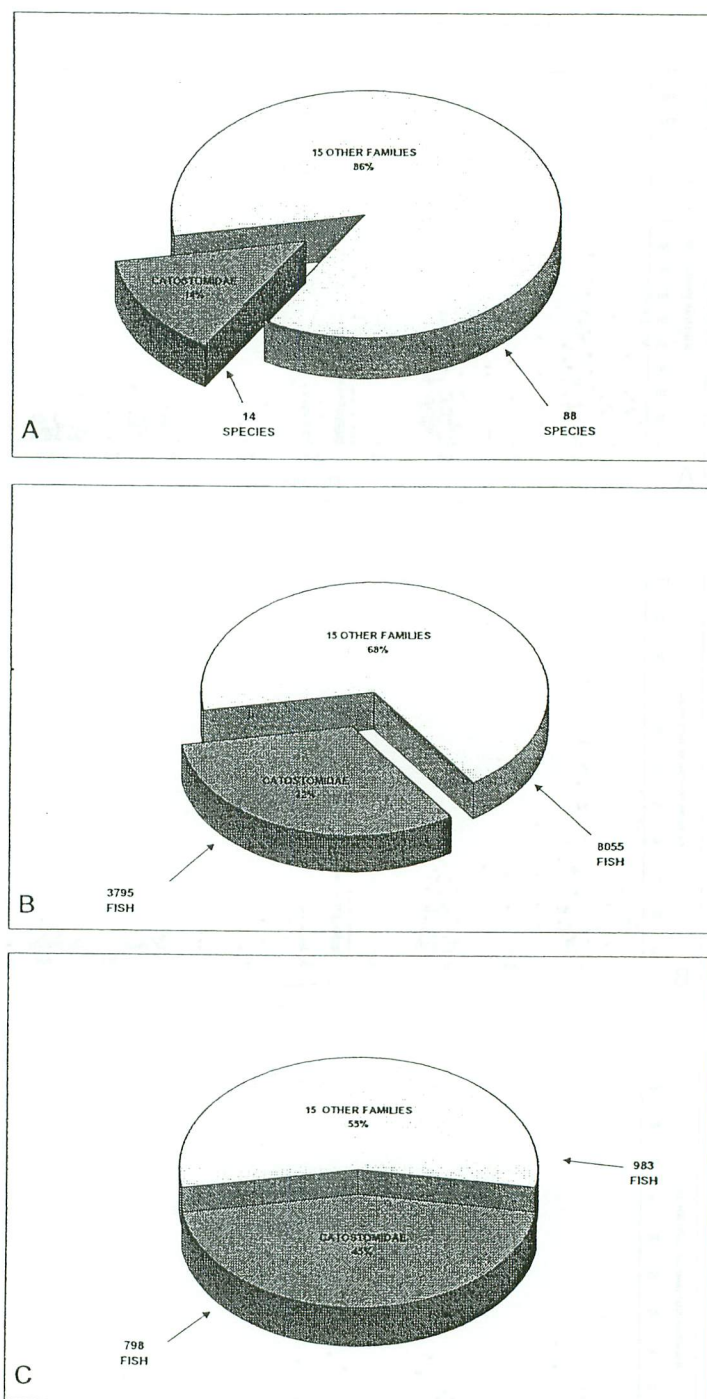 15 OTHER FAMILIES
86%
CATOSTOMIDAE
14%
14
SPECIES
88
SPECIES
A
15 OTHER FAMILIES
68%
CATOSTOMIDAE
32%
8055
FISH
3795
FISH
B
15 OTHER FAMILIES
55%
983
FISH
CATOSTOMIDAE
45%
798
FISH
C